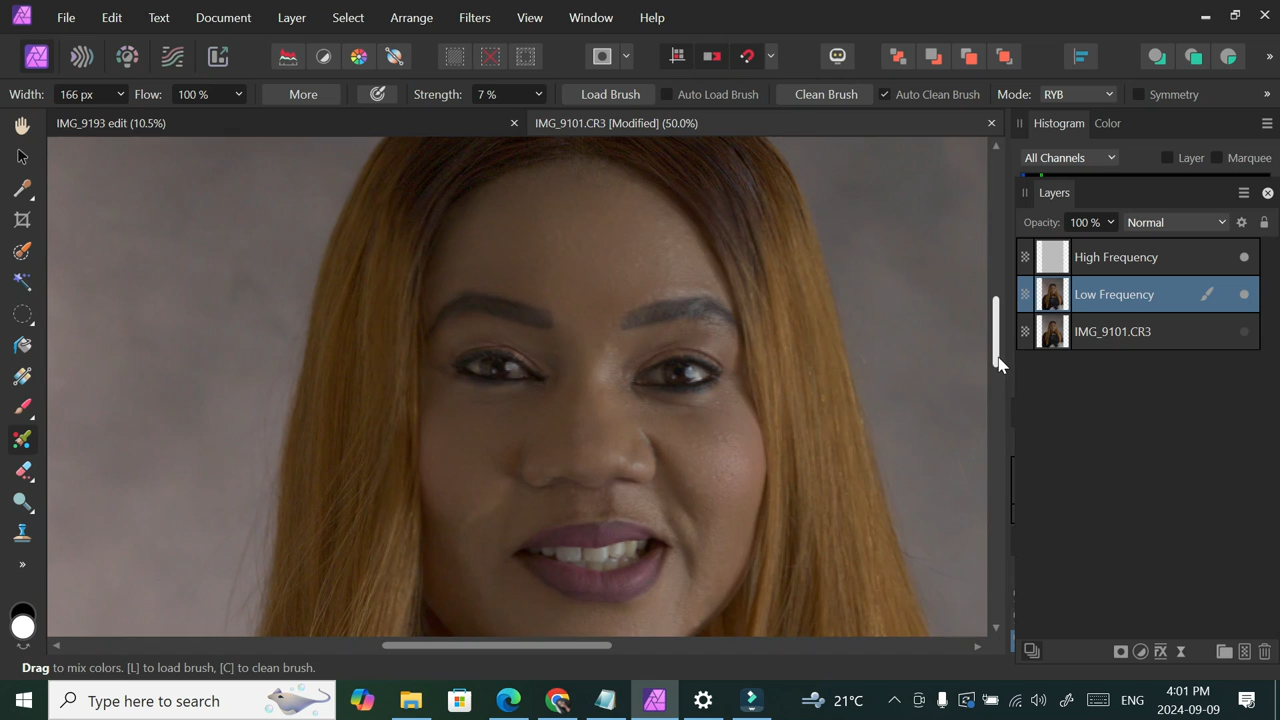 File Edit Text Document Layer Select Arrange Filters View Window Help
Width: 166 px Flow: 100 % More Strength: 7 % Load Brush Auto Load Brush Clean Brush Auto Clean Brush Mode: RYB Symmetry
IMG_9193 edit (10.5%) IMG_9101.CR3 [Modified] (50.0%) Histogram Color
All Channels Layer Marquee
Layers
Opacity: 100 % Normal
High Frequency
Low Frequency
IMG_9101.CR3
Drag to mix colors. [L] to load brush, [C] to clean brush.
Type here to search 21°C ENG
:01 PM
2024-09-09